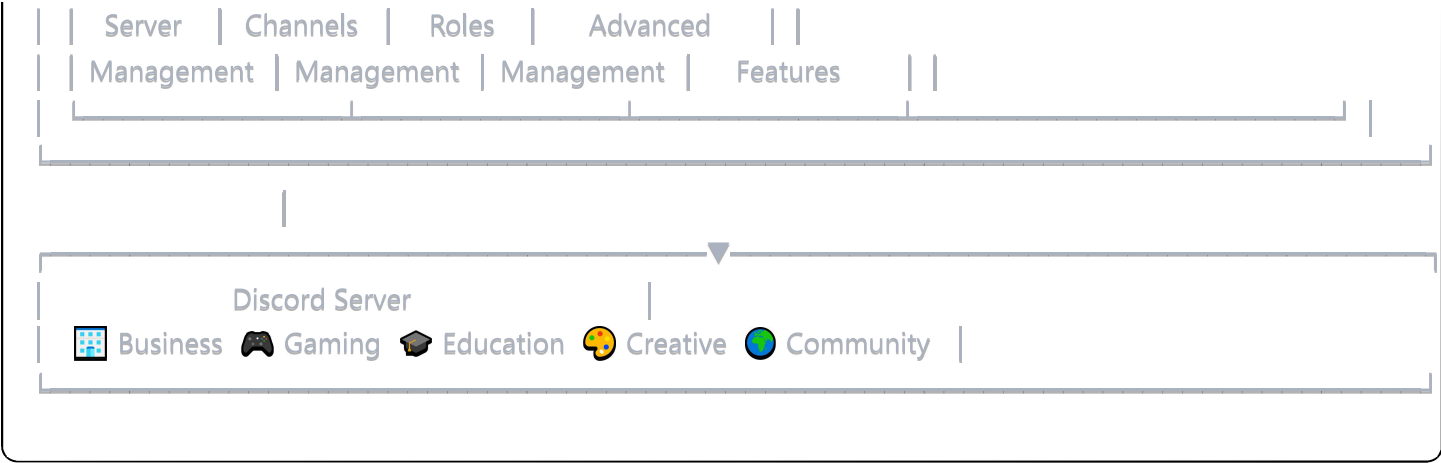 │ │ Server │ Channels │ Roles │ Advanced │ │
│ │ Management │ Management │ Management │ Features │ │
Discord Server │
│ 🏢 Business 🎮 Gaming 🎓 Education 🎨 Creative 🌍 Community │